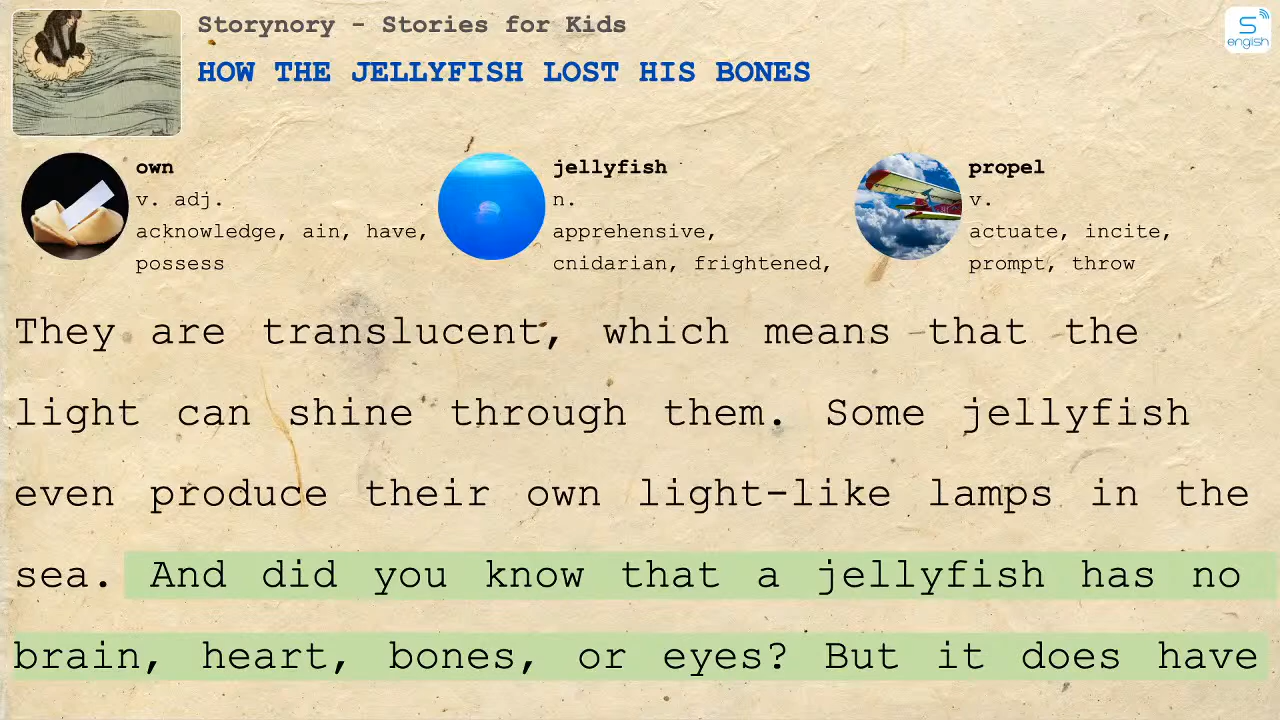 Storynory - Stories for Kids
HOW THE JELLYFISH LOST HIS BONES
S
english
own
v. adj.
acknowledge, ain, have,
possess
jellyfish
n.
apprehensive,
cnidarian, frightened,
propel
v.
actuate, incite,
prompt, throw
They are translucent, which means that the
light can shine through them. Some jellyfish
even produce their own light-like lamps in the
sea. And did you know that a jellyfish has no
brain, heart, bones, or eyes? But it does have